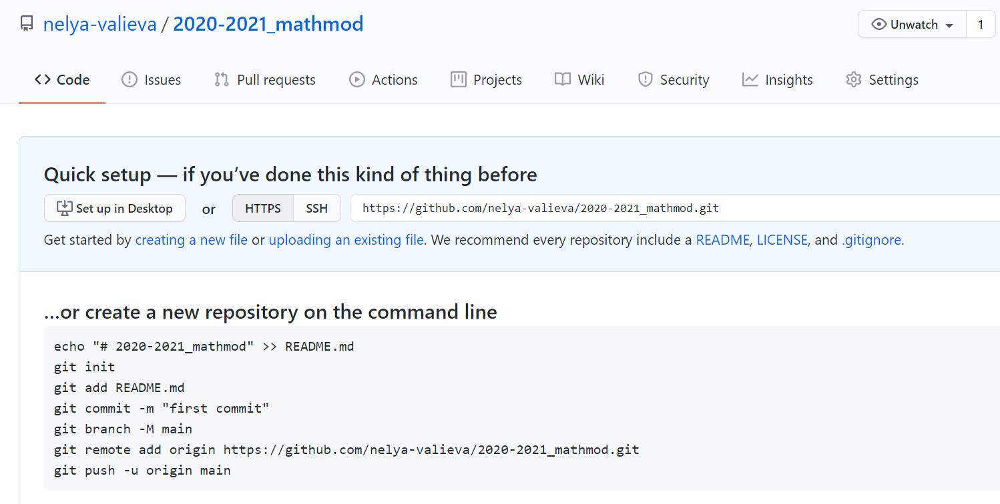 nelya-valieva / 2020-2021_mathmod
Unwatch 1
Code Issues Pull requests Actions Projects Wiki Security Insights Settings
Quick setup — if you’ve done this kind of thing before
Set up in Desktop or HTTPS SSH https://github.com/nelya-valieva/2020-2021_mathmod.git
Get started by creating a new file or uploading an existing file. We recommend every repository include a README, LICENSE, and .gitignore.
…or create a new repository on the command line
echo "# 2020-2021_mathmod" >> README.md
git init
git add README.md
git commit -m "first commit"
git branch -M main
git remote add origin https://github.com/nelya-valieva/2020-2021_mathmod.git
git push -u origin main